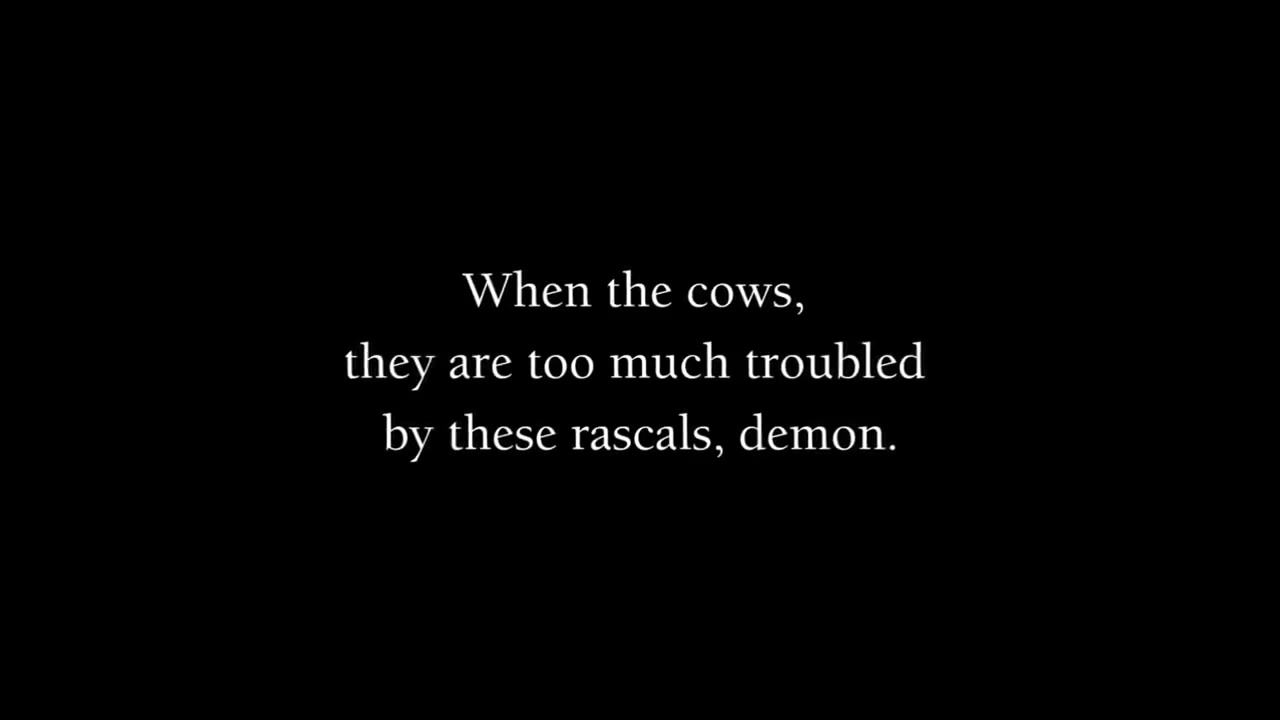 When the cows,
they are too much troubled
by these rascals, demon.